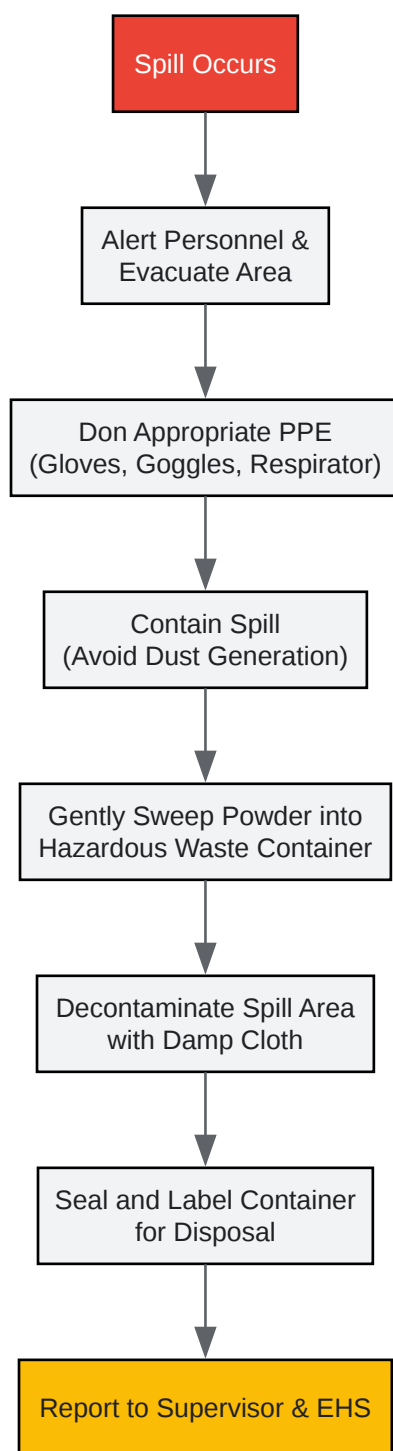 Spill Occurs
Alert Personnel &
Evacuate Area
Don Appropriate PPE
(Gloves, Goggles, Respirator)
Contain Spill
(Avoid Dust Generation)
Gently Sweep Powder into
Hazardous Waste Container
Decontaminate Spill Area
with Damp Cloth
Seal and Label Container
for Disposal
Report to Supervisor & EHS